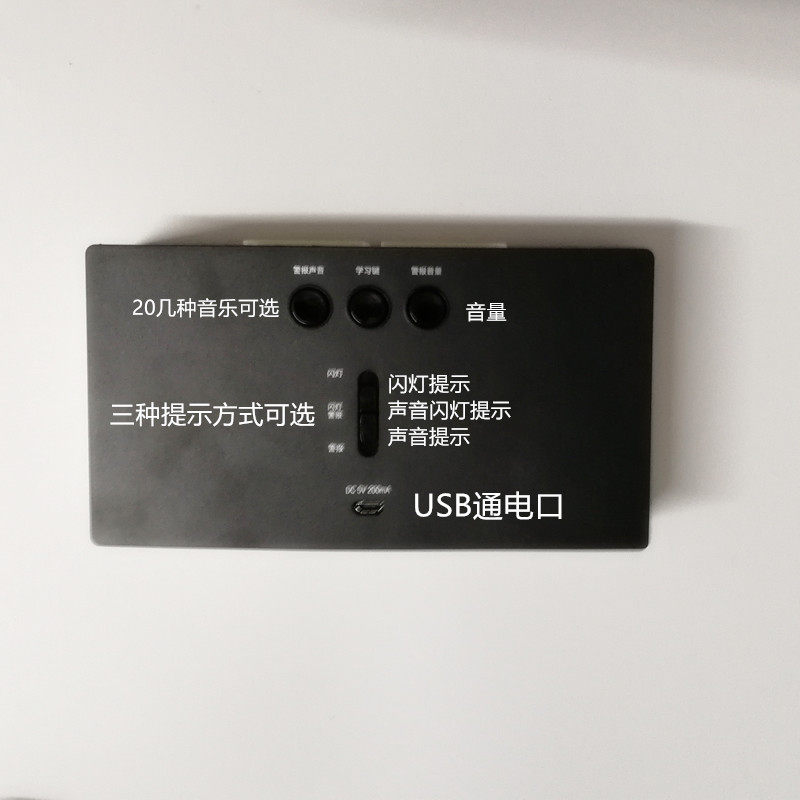 警报声音 学习键 警报音量
20几种音乐可选 音量
闪灯 闪灯提示
三种提示方式可选 闪灯警报 声音闪灯提示
警报 声音提示
DC 5V 200mA
USB通电口